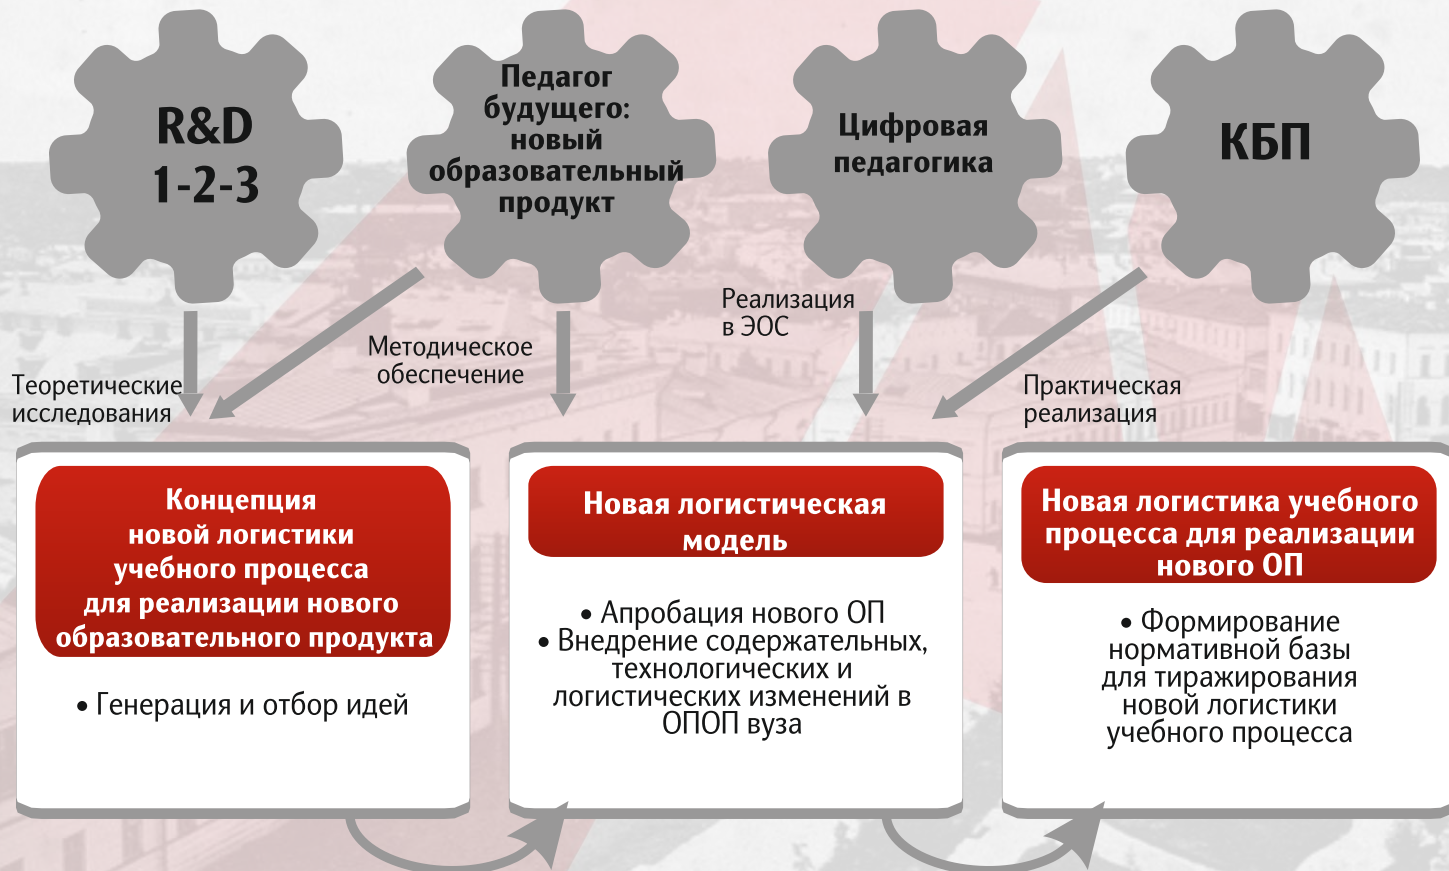 R&D
1-2-3
Педагог
будущего:
новый
образовательный
продукт
Цифровая
педагогика
КБП
Теоретические
исследования
Методическое
обеспечение
Реализация
в ЭОС
Практическая
реализация
Концепция
новой логистики
учебного процесса
для реализации нового
образовательного продукта
• Генерация и отбор идей
Новая логистическая
модель
• Апробация нового ОП
• Внедрение содержательных,
технологических и
логистических изменений в
ОПОП вуза
Новая логистика учебного
процесса для реализации
нового ОП
• Формирование
нормативной базы
для тиражирования
новой логистики
учебного процесса